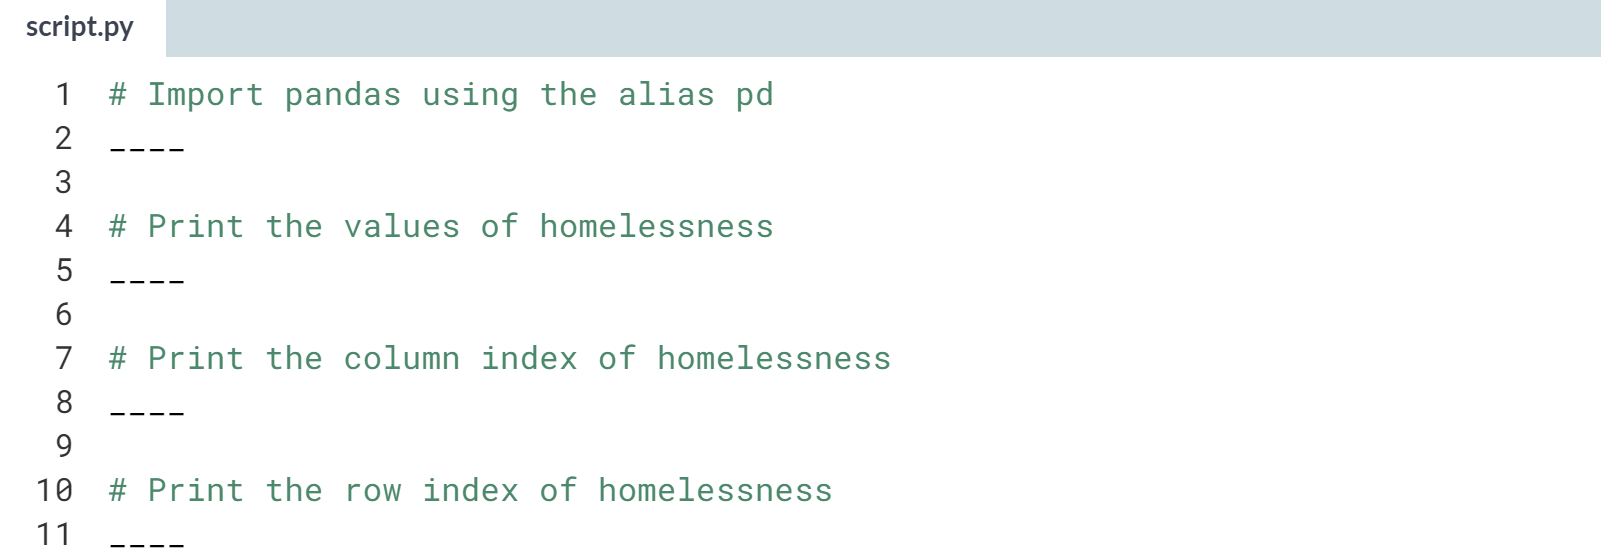 script.py
1 # Import pandas using the alias pd
2 ____
3
4 # Print the values of homelessness
5 ____
6
7 # Print the column index of homelessness
8 ____
9
10 # Print the row index of homelessness
11 ____